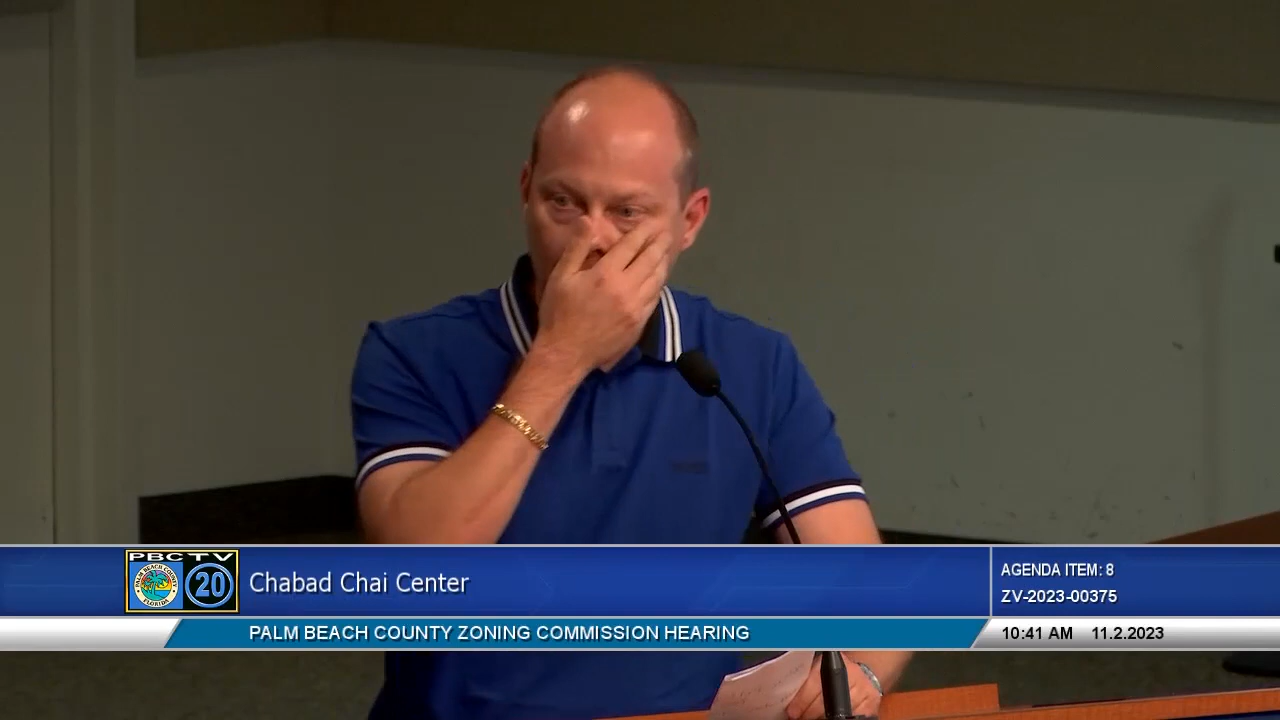 PBCTV
PALM BEACH COUNTY
FLORIDA
20
Chabad Chai Center
AGENDA ITEM: 8
ZV-2023-00375
PALM BEACH COUNTY ZONING COMMISSION HEARING
10:41 AM 11.2.2023